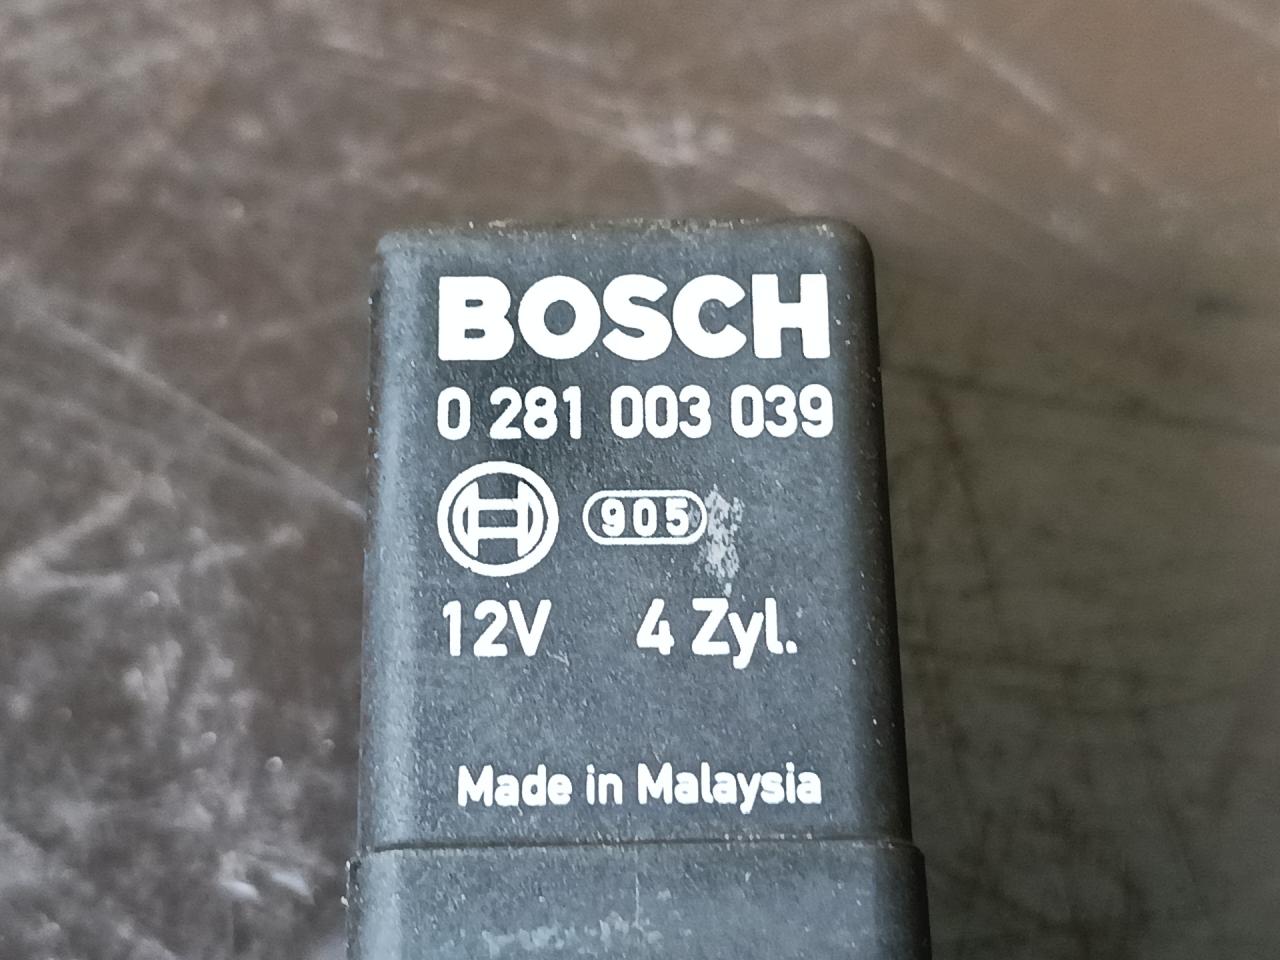 BOSCH
0 281 003 039
905
12V 4 Zyl.
Made in Malaysia